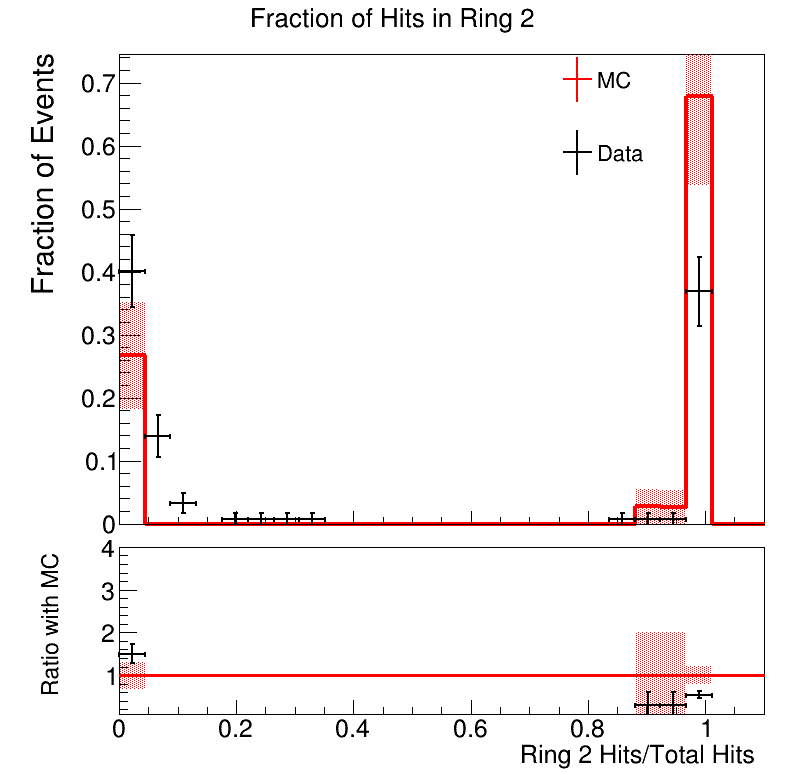 Fraction of Hits in Ring 2
Fraction of Events
0.7
0.6
0.5
0.4
0.3
0.2
0.1
0
MC
Data
Ratio with MC
4
3
2
1
0 0.2 0.4 0.6 0.8 1
Ring 2 Hits/Total Hits